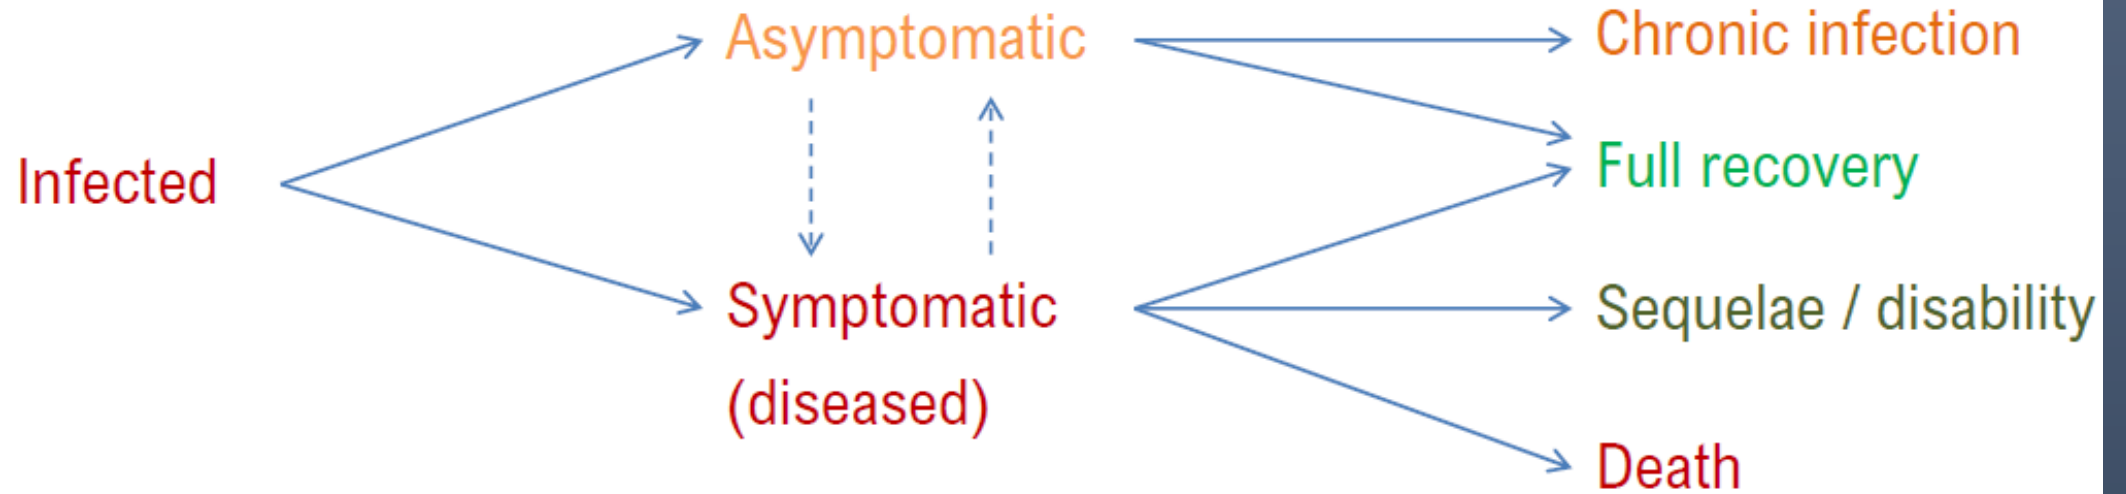 Asymptomatic
Chronic infection
Infected
Full recovery
Symptomatic
(diseased)
Sequelae / disability
Death